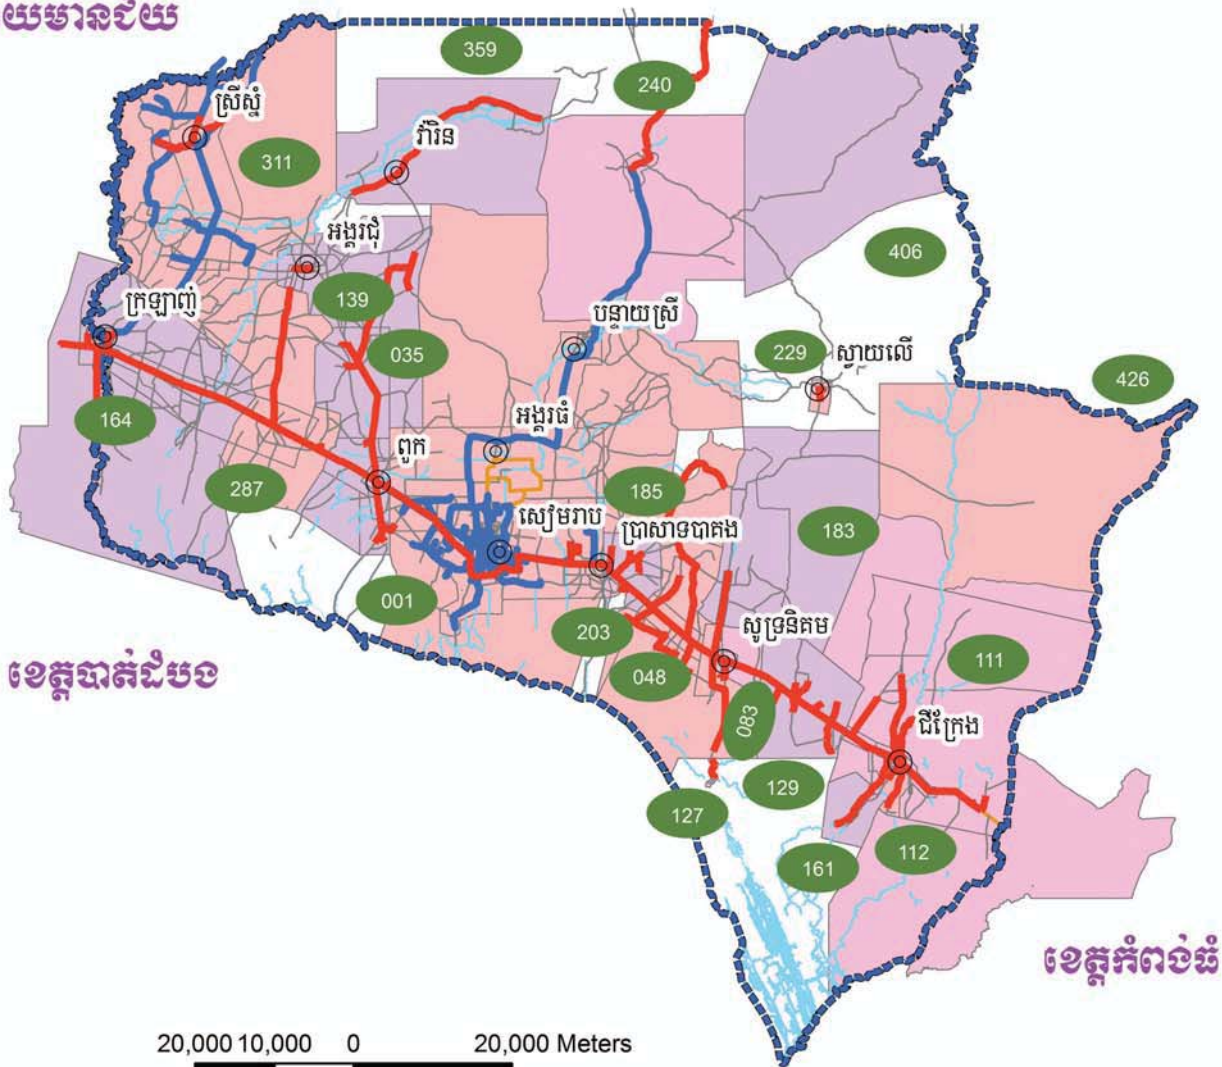 យមានជ័យ
359
240
ស្រីស្នំ
វ៉ារិន
311
អង្គរជុំ
406
ក្រឡាញ់
139
បន្ទាយស្រី
035
229
ស្វាយលើ
426
164
អង្គរធំ
ពួក
287
185
សៀមរាប
ប្រាសាទបាគង
183
001
203
សូទ្រនិគម
ខេត្តបាត់ដំបង
048
111
083
ជីក្រែង
129
127
161
112
ខេត្តកំពង់ធំ
20,000 10,000 0 20,000 Meters